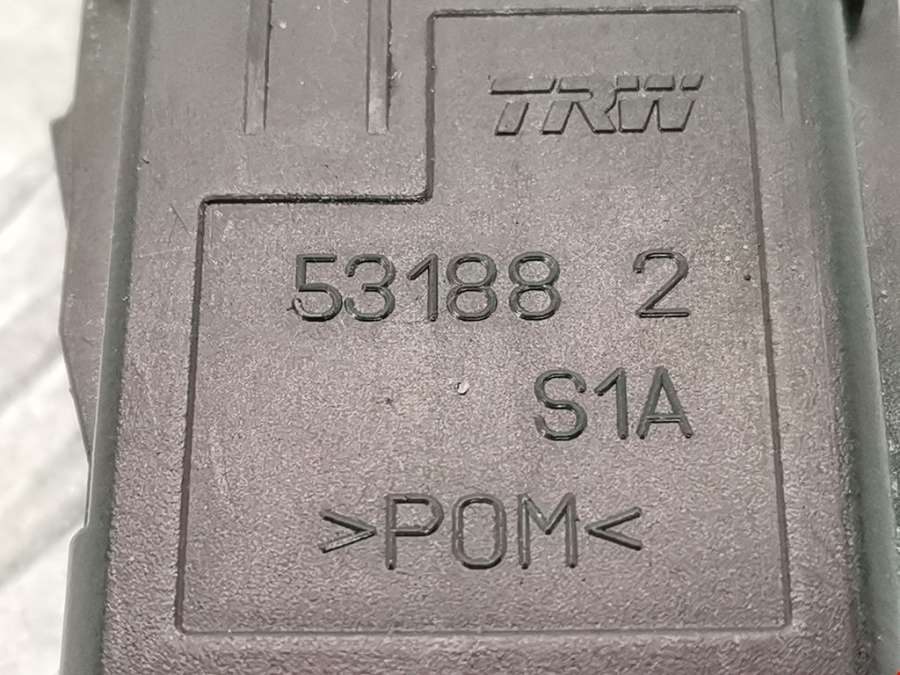 TRW
53188 2
S1A
>POM<